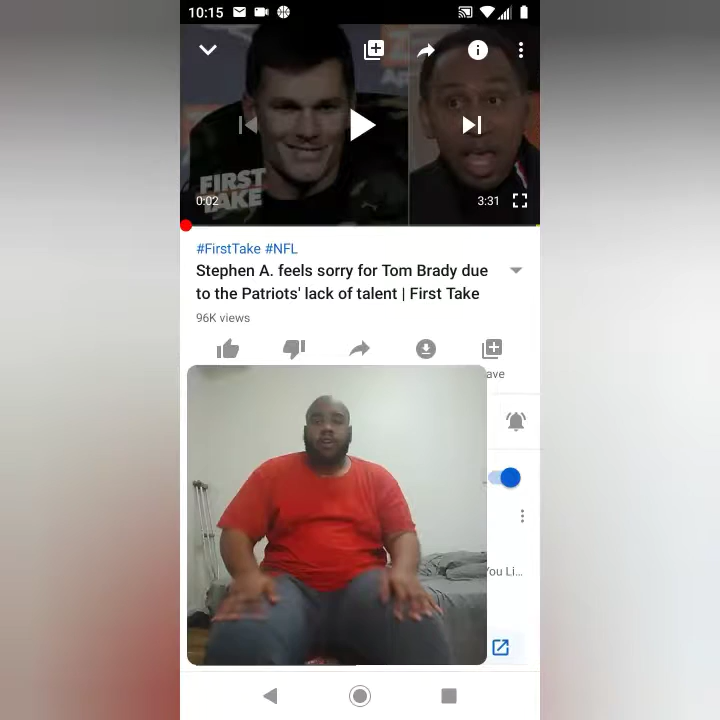 10:15
FIRST
TAKE
0:02
3:31
#FirstTake #NFL
Stephen A. feels sorry for Tom Brady due
to the Patriots' lack of talent | First Take
96K views
ave
You Li...